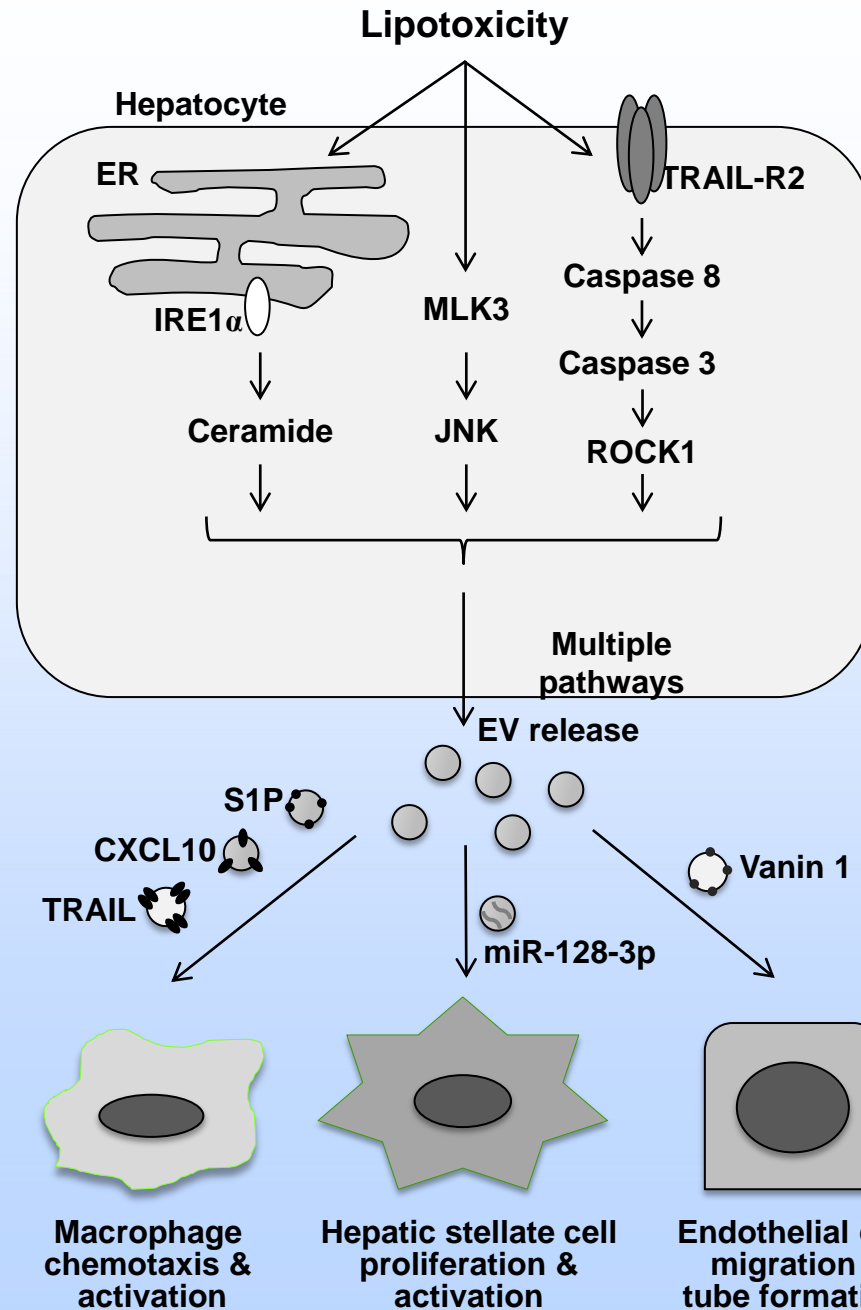 Lipotoxicity
Hepatocyte
ER
TRAIL-R2
IRE1α
MLK3
Caspase 8
Caspase 3
Ceramide
JNK
ROCK1
Multiple
pathways
EV release
S1P
CXCL10
TRAIL
Vanin 1
miR-128-3p
Macrophage
chemotaxis &
activation
Hepatic stellate cell
proliferation &
activation
Endothelial
migration
tube